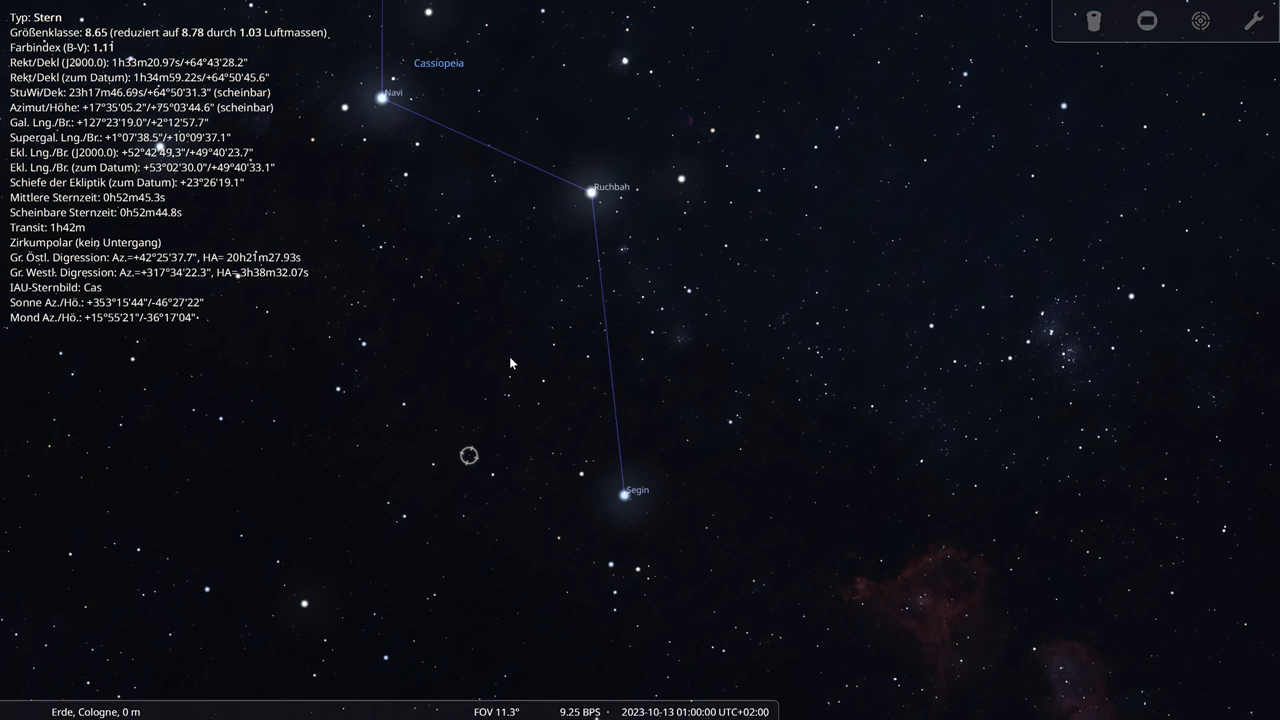 Typ: Stern
Größenklasse: 8.65 (reduziert auf 8.78 durch 1.03 Luftmassen)
Farbindex (B-V): 1.11
Rekt/Dekl (J2000.0): 1h33m20.97s/+64°43'28.2"
Rekt/Dekl (zum Datum): 1h34m59.22s/+64°50'45.6"
StuWi/Dek: 23h17m46.69s/+64°50'31.3" (scheinbar)
Azimut/Höhe: +17°35'05.2"/+75°03'44.6" (scheinbar)
Gal. Lng./Br.: +127°23'19.0"/+2°12'57.7"
Supergal. Lng./Br.: +1°07'38.5"/+10°09'37.1"
Ekl. Lng./Br. (J2000.0): +52°42'49.3"/+49°40'23.7"
Ekl. Lng./Br. (zum Datum): +53°02'30.0"/+49°40'33.1"
Schiefe der Ekliptik (zum Datum): +23°26'19.1"
Mittlere Sternzeit: 0h52m45.3s
Scheinbare Sternzeit: 0h52m44.8s
Transit: 1h42m
Zirkumpolar (kein Untergang)
Gr. Östl. Digression: Az.=+42°25'37.7", HA= 20h21m27.93s
Gr. Westl. Digression: Az.=+317°34'22.3", HA= 3h38m32.07s
IAU-Sternbild: Cas
Sonne Az./Hö.: +353°15'44"/-46°27'22"
Mond Az./Hö.: +15°55'21"/-36°17'04"
Cassiopeia
Navi
Ruchbah
Segin
Erde, Cologne, 0 m FOV 11.3° 9.25 BPS 2023-10-13 01:00:00 UTC+02:00